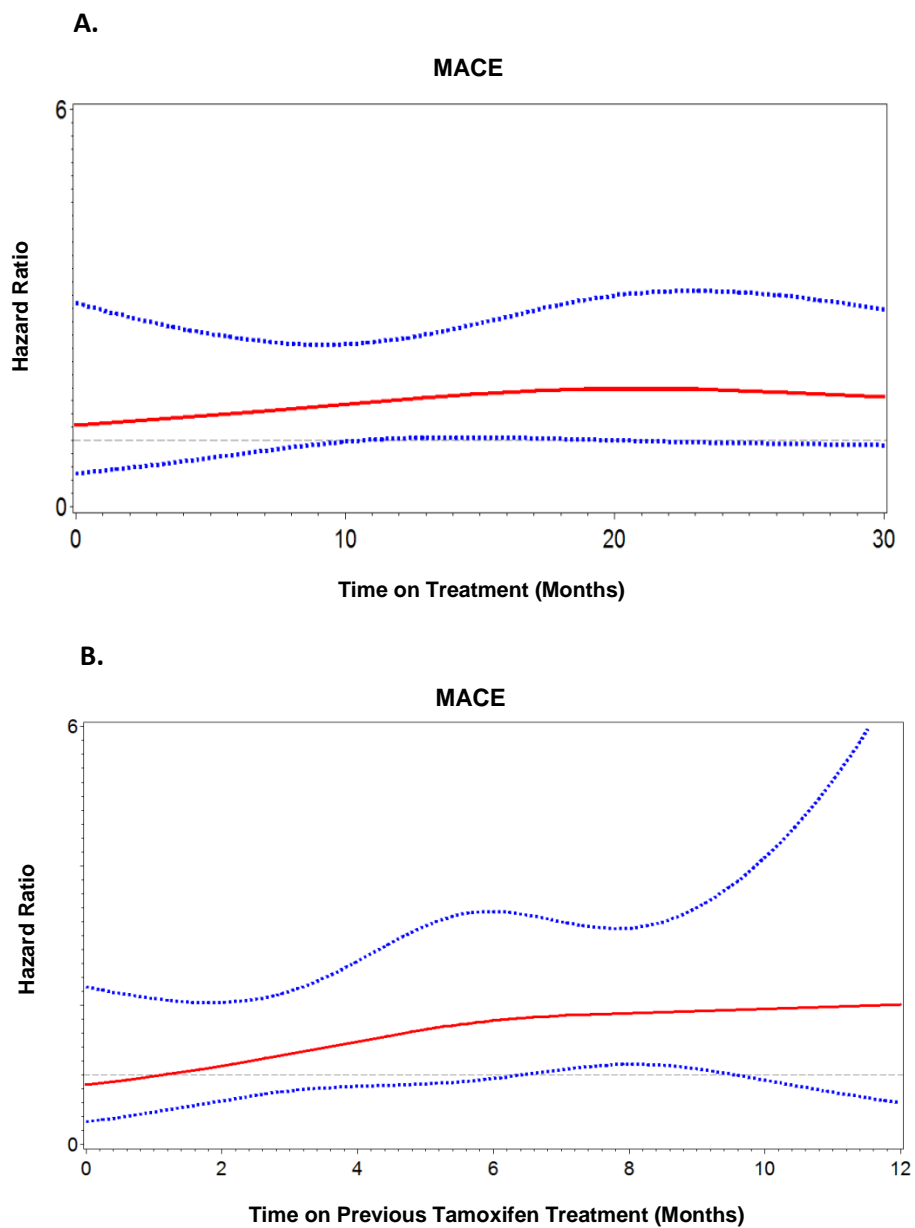 A.
MACE
6
Hazard Ratio
0
0 10 20 30
Time on Treatment (Months)
B.
MACE
6
Hazard Ratio
0
0 2 4 6 8 10 12
Time on Previous Tamoxifen Treatment (Months)